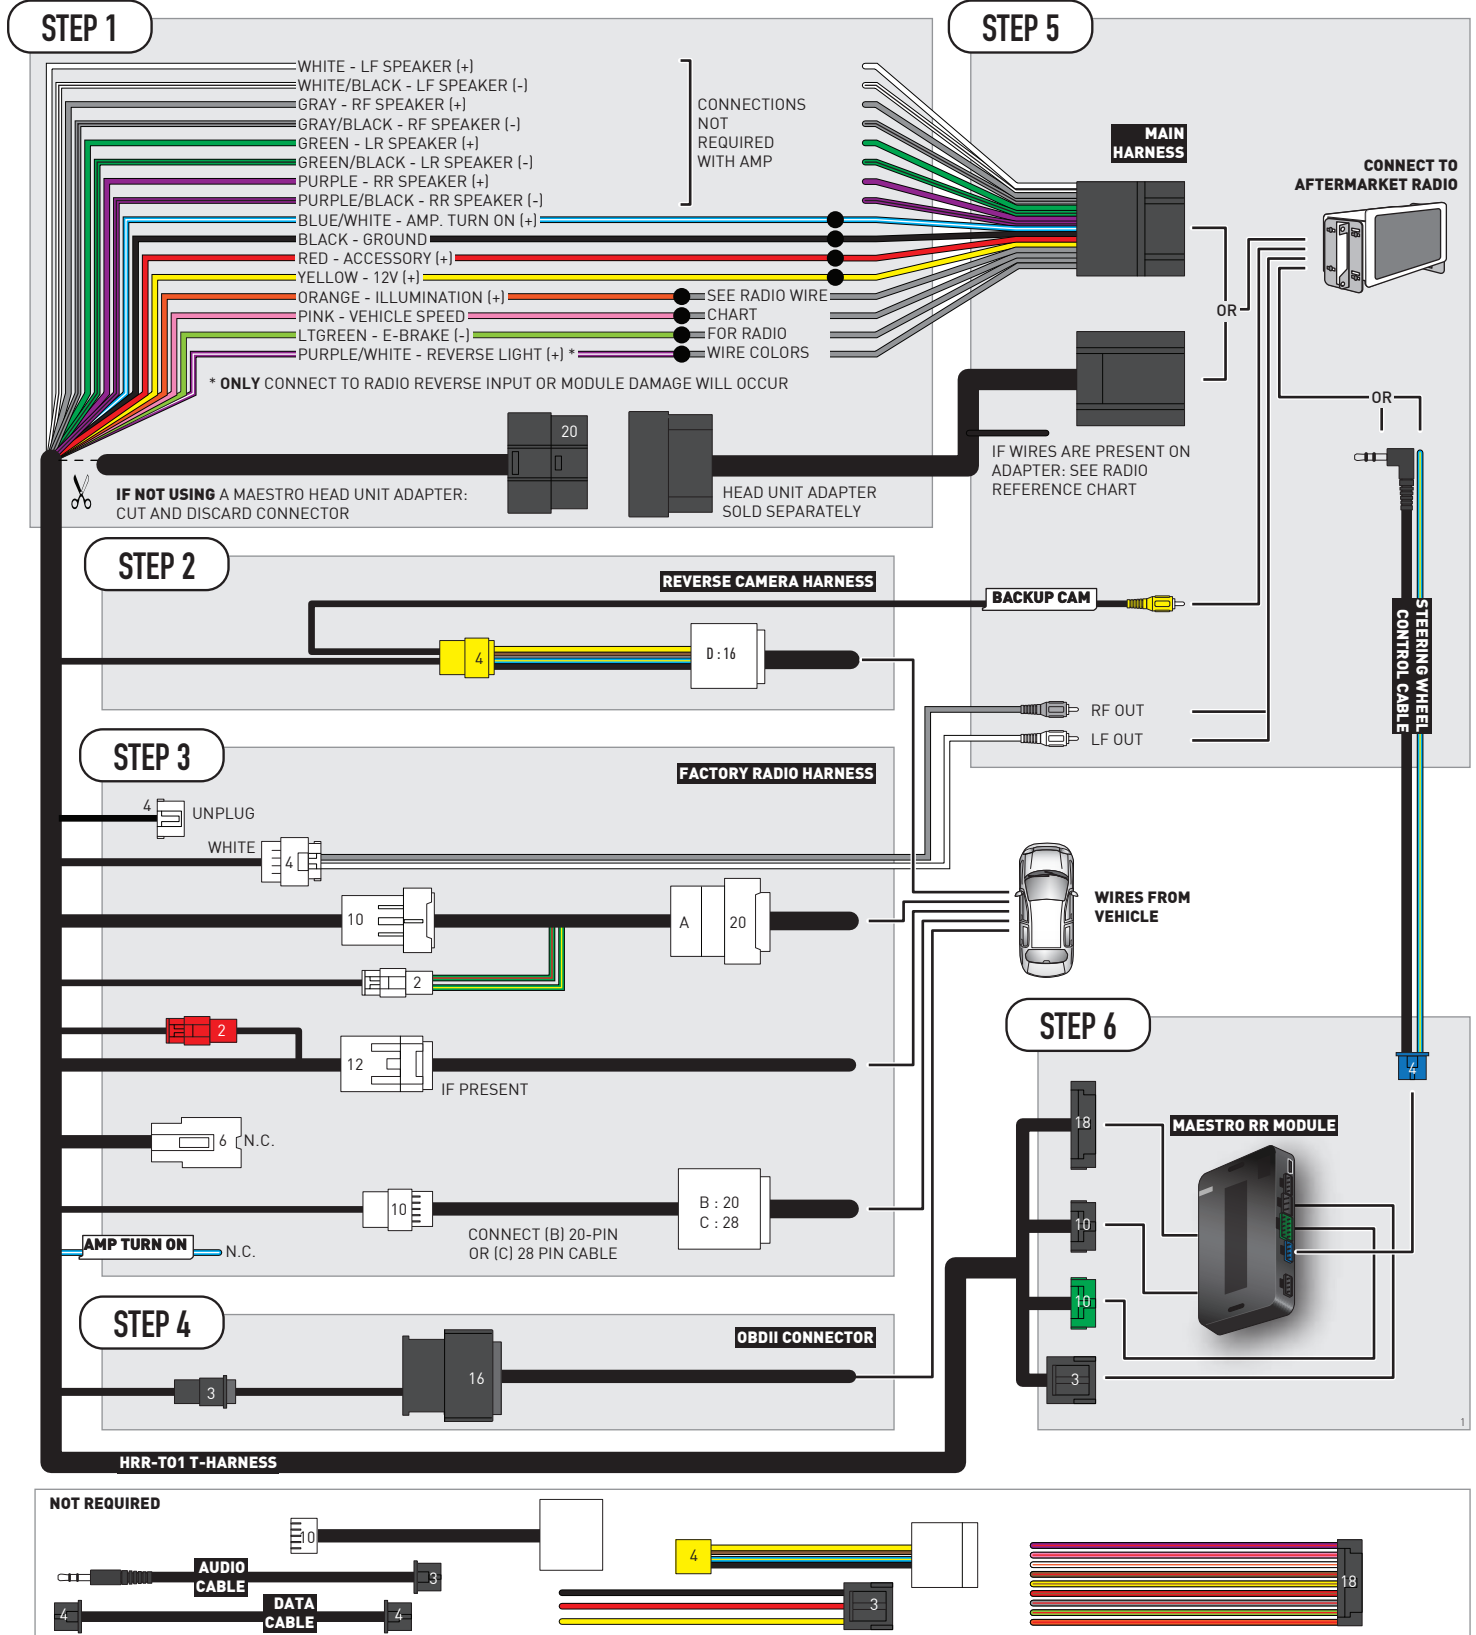 STEP 1
WHITE - LF SPEAKER (+)
WHITE/BLACK - LF SPEAKER (-)
GRAY - RF SPEAKER (+)
GRAY/BLACK - RF SPEAKER (-)
GREEN - LR SPEAKER (+)
GREEN/BLACK - LR SPEAKER (-)
PURPLE - RR SPEAKER (+)
PURPLE/BLACK - RR SPEAKER (-)
BLUE/WHITE - AMP. TURN ON (+)
BLACK - GROUND
RED - ACCESSORY (+)
YELLOW - 12V (+)
ORANGE - ILLUMINATION (+)
PINK - VEHICLE SPEED
LTGREEN - E-BRAKE (-)
PURPLE/WHITE - REVERSE LIGHT (+) *
CONNECTIONS
NOT
REQUIRED
WITH AMP
SEE RADIO WIRE
CHART
FOR RADIO
WIRE COLORS
* ONLY CONNECT TO RADIO REVERSE INPUT OR MODULE DAMAGE WILL OCCUR
20
IF NOT USING A MAESTRO HEAD UNIT ADAPTER:
CUT AND DISCARD CONNECTOR
HEAD UNIT ADAPTER
SOLD SEPARATELY
STEP 5
MAIN
HARNESS
CONNECT TO
AFTERMARKET RADIO
OR
OR
IF WIRES ARE PRESENT ON
ADAPTER: SEE RADIO
REFERENCE CHART
BACKUP CAM
STEERING WHEEL
CONTROL CABLE
RF OUT
LF OUT
STEP 2
REVERSE CAMERA HARNESS
4
D : 16
STEP 3
FACTORY RADIO HARNESS
4
UNPLUG
WHITE
4
10
A
20
2
2
12
IF PRESENT
6
N.C.
10
B : 20
C : 28
CONNECT (B) 20-PIN
OR (C) 28 PIN CABLE
AMP TURN ON
N.C.
WIRES FROM
VEHICLE
STEP 4
OBDII CONNECTOR
3
16
STEP 6
4
18
MAESTRO RR MODULE
10
10
3
1
HRR-TO1 T-HARNESS
NOT REQUIRED
10
AUDIO
CABLE
3
4
DATA
CABLE
4
4
3
18